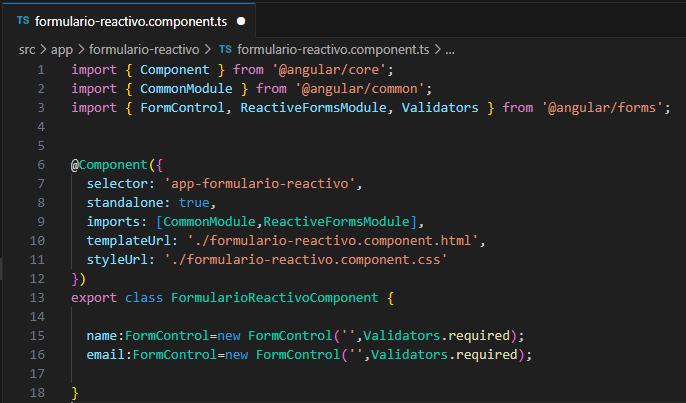 TS formulario-reactivo.component.ts ●
src > app > formulario-reactivo > TS formulario-reactivo.component.ts > ...
1 import { Component } from '@angular/core';
2 import { CommonModule } from '@angular/common';
3 import { FormControl, ReactiveFormsModule, Validators } from '@angular/forms';
4
5
6 @Component({
7   selector: 'app-formulario-reactivo',
8   standalone: true,
9   imports: [CommonModule,ReactiveFormsModule],
10   templateUrl: './formulario-reactivo.component.html',
11   styleUrl: './formulario-reactivo.component.css'
12 })
13 export class FormularioReactivoComponent {
14
15   name:FormControl=new FormControl('',Validators.required);
16   email:FormControl=new FormControl('',Validators.required);
17
18 }